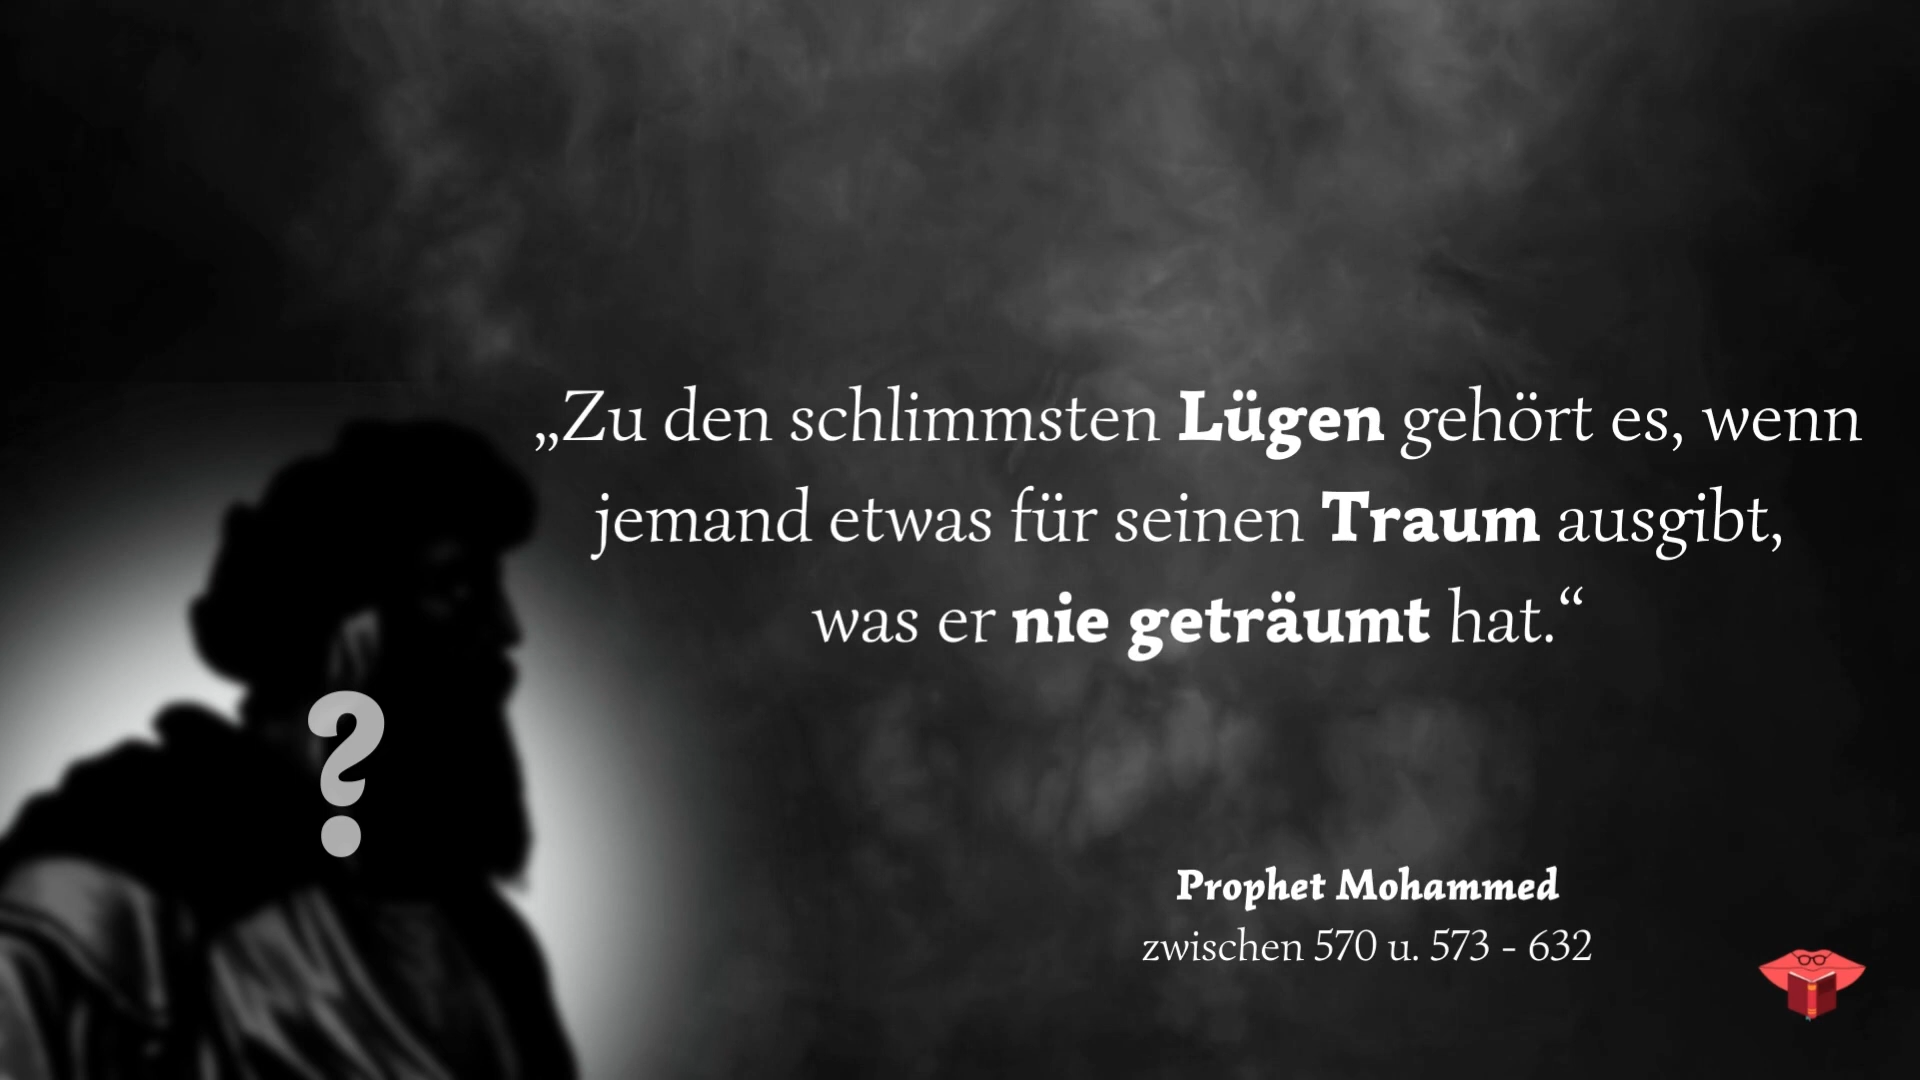 „Zu den schlimmsten Lügen gehört es, wenn
jemand etwas für seinen Traum ausgibt,
was er nie geträumt hat.“
?
Prophet Mohammed
zwischen 570 u. 573 - 632